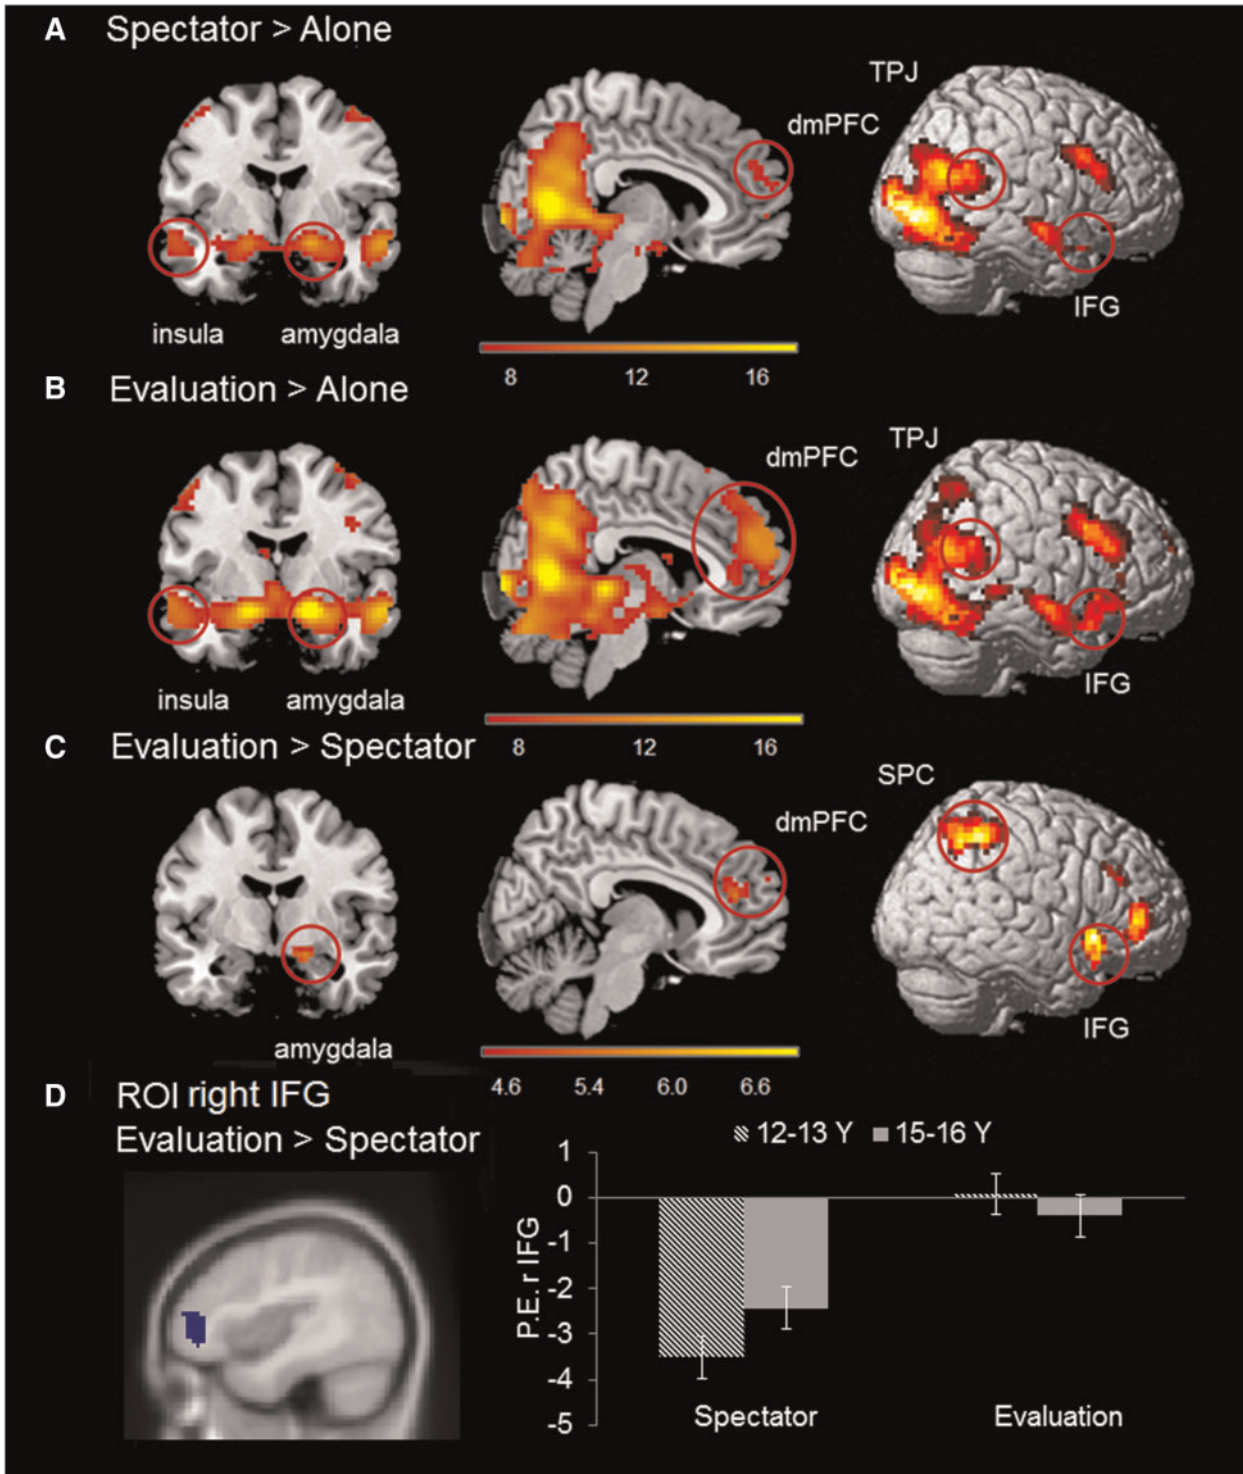 A Spectator > Alone
TPJ
dmPFC
IFG
insula amygdala
8 12 16
B Evaluation > Alone
TPJ
dmPFC
IFG
insula amygdala
8 12 16
C Evaluation > Spectator
SPC
dmPFC
IFG
amygdala
4.6 5.4 6.0 6.6
D ROI right IFG
Evaluation > Spectator
12-13 Y 15-16 Y
P.E. r IFG
1
0
-1
-2
-3
-4
-5
Spectator Evaluation